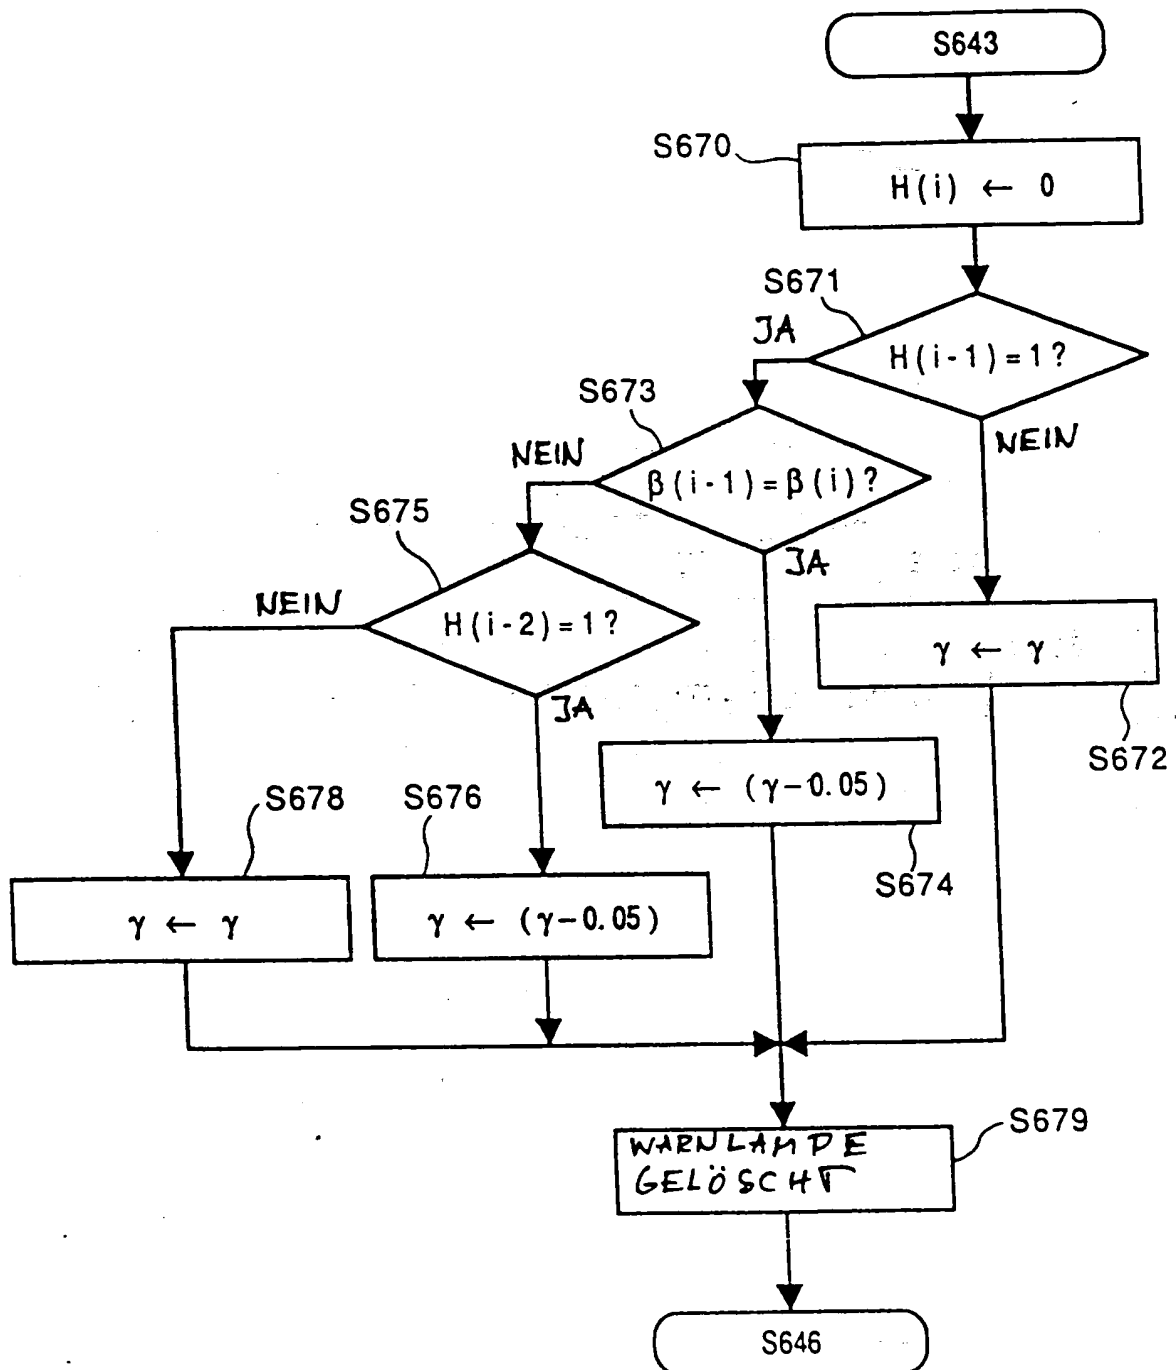 S643
S670
H(i) ← 0
S671
JA
H(i-1)=1?
S673
NEIN
NEIN
β(i-1)=β(i)?
S675
JA
NEIN
H(i-2)=1?
γ ← γ
JA
S672
γ ← (γ-0.05)
S678
S676
S674
γ ← γ
γ ← (γ-0.05)
S679
WARNLAMPE
GELÖSCHT
S646